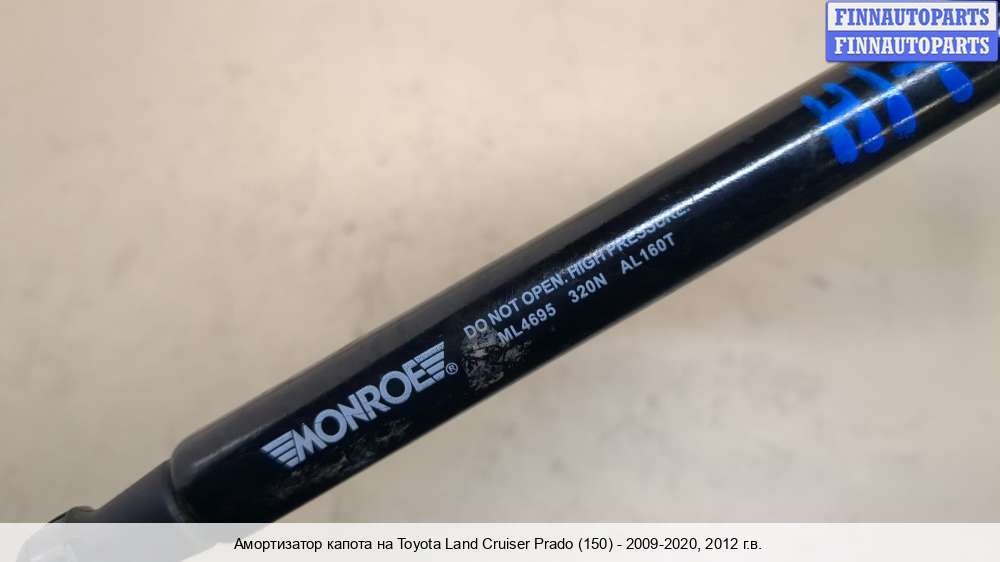 FINNAUTOPARTS
FINNAUTOPARTS
DO NOT OPEN. HIGH PRESSURE.
ML4695 320N AL160T
MONROE®
Амортизатор капота на Toyota Land Cruiser Prado (150) - 2009-2020, 2012 г.в.